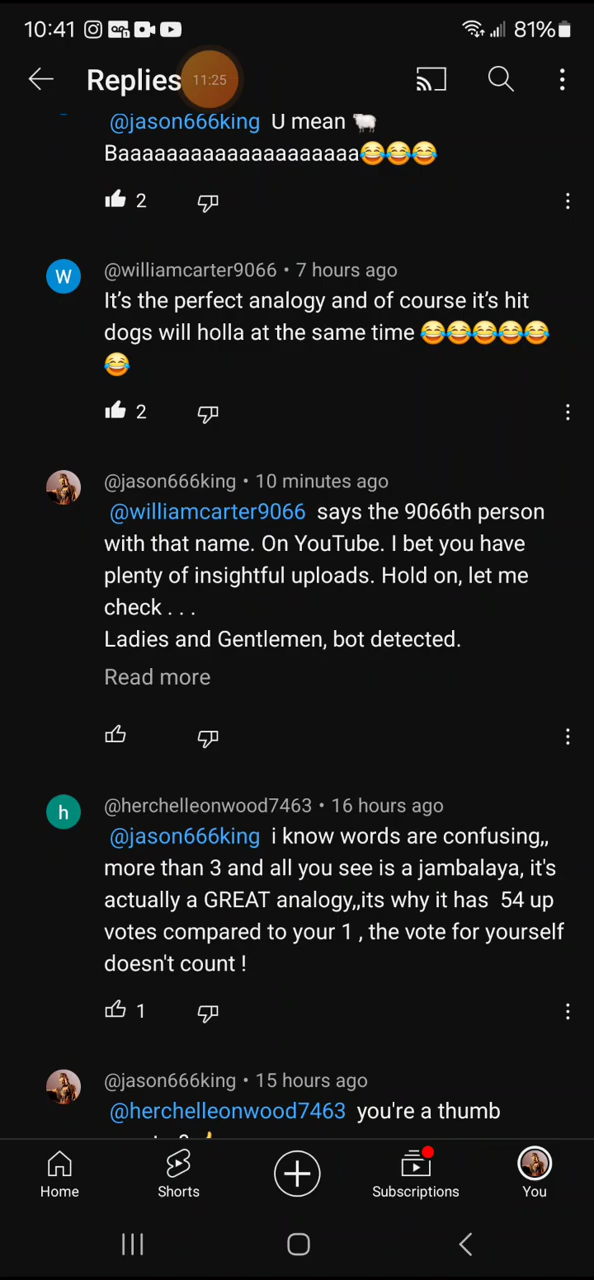 10:41 81%
Replies 11:25
@jason666king U mean 🐑
Baaaaaaaaaaaaaaaaaaaa😂😂😂
2
W
@williamcarter9066 • 7 hours ago
It's the perfect analogy and of course it's hit
dogs will holla at the same time 😂😂😂😂😂
😂
2
@jason666king • 10 minutes ago
@williamcarter9066 says the 9066th person
with that name. On YouTube. I bet you have
plenty of insightful uploads. Hold on, let me
check . . .
Ladies and Gentlemen, bot detected.
Read more
h
@herchelleonwood7463 • 16 hours ago
@jason666king i know words are confusing,,
more than 3 and all you see is a jambalaya, it's
actually a GREAT analogy,,its why it has 54 up
votes compared to your 1 , the vote for yourself
doesn't count !
1
@jason666king • 15 hours ago
@herchelleonwood7463 you're a thumb
Home Shorts Subscriptions You